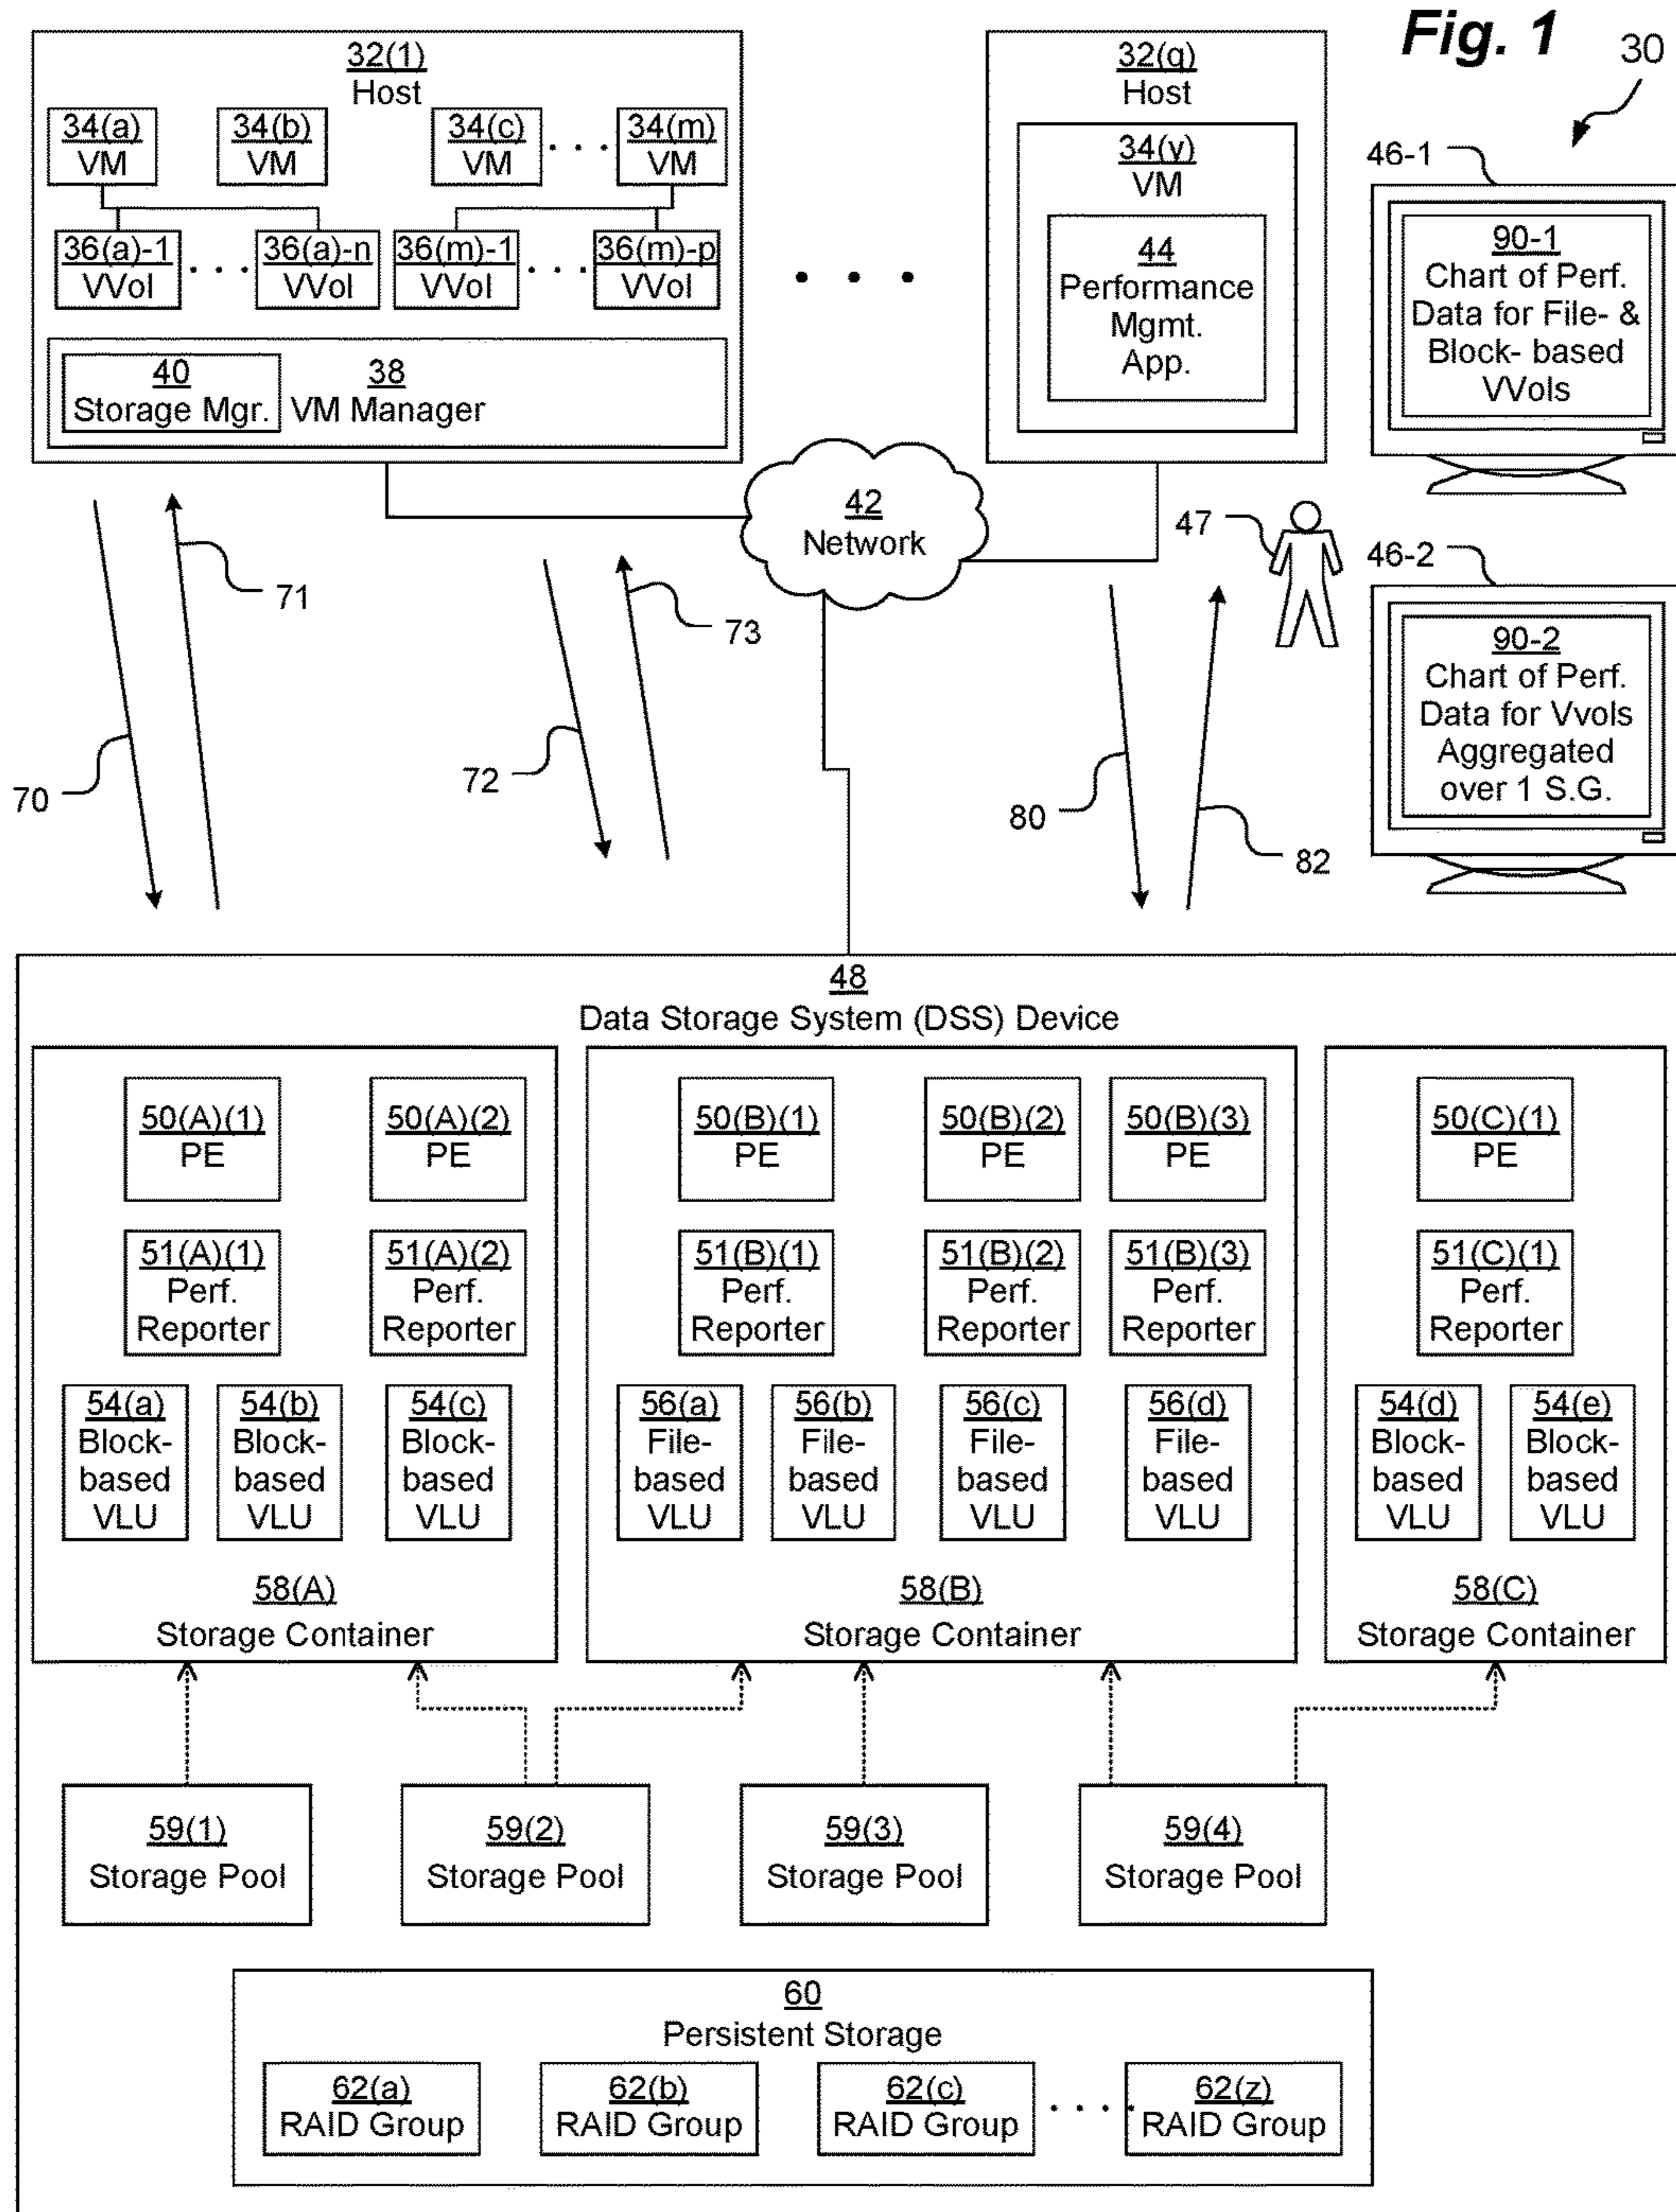 Fig. 1
30
32(1)
Host
34(a)
VM
34(b)
VM
34(c)
VM
. . .
34(m)
VM
36(a)-1
VVol
. . .
36(a)-n
VVol
36(m)-1
VVol
. . .
36(m)-p
VVol
40
Storage Mgr.
38
VM Manager
. . .
32(q)
Host
34(v)
VM
44
Performance
Mgmt.
App.
46-1
90-1
Chart of Perf.
Data for File- &
Block- based
VVols
42
Network
47
46-2
90-2
Chart of Perf.
Data for Vvols
Aggregated
over 1 S.G.
70
71
72
73
80
82
48
Data Storage System (DSS) Device
50(A)(1)
PE
50(A)(2)
PE
51(A)(1)
Perf.
Reporter
51(A)(2)
Perf.
Reporter
54(a)
Block-
based
VLU
54(b)
Block-
based
VLU
54(c)
Block-
based
VLU
58(A)
Storage Container
50(B)(1)
PE
50(B)(2)
PE
50(B)(3)
PE
51(B)(1)
Perf.
Reporter
51(B)(2)
Perf.
Reporter
51(B)(3)
Perf.
Reporter
56(a)
File-
based
VLU
56(b)
File-
based
VLU
56(c)
File-
based
VLU
56(d)
File-
based
VLU
58(B)
Storage Container
50(C)(1)
PE
51(C)(1)
Perf.
Reporter
54(d)
Block-
based
VLU
54(e)
Block-
based
VLU
58(C)
Storage Container
59(1)
Storage Pool
59(2)
Storage Pool
59(3)
Storage Pool
59(4)
Storage Pool
60
Persistent Storage
62(a)
RAID Group
62(b)
RAID Group
62(c)
RAID Group
. . . .
62(z)
RAID Group